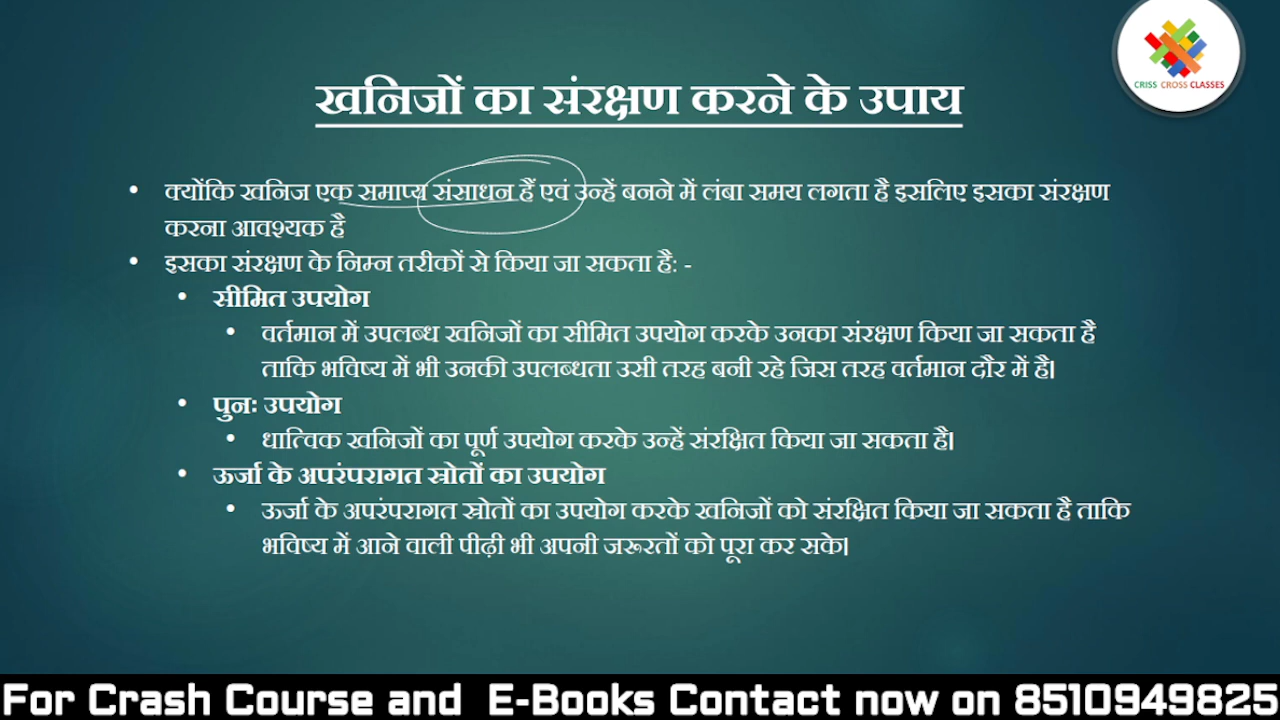 CRISS CROSS CLASSES
खनिजों का संरक्षण करने के उपाय
• क्योंकि खनिज एक समाप्य संसाधन हैं एवं उन्हें बनने में लंबा समय लगता है इसलिए इसका संरक्षण
करना आवश्यक है
• इसका संरक्षण के निम्न तरीकों से किया जा सकता है: -
• सीमित उपयोग
• वर्तमान में उपलब्ध खनिजों का सीमित उपयोग करके उनका संरक्षण किया जा सकता है
ताकि भविष्य में भी उनकी उपलब्धता उसी तरह बनी रहे जिस तरह वर्तमान दौर में है।
• पुनः उपयोग
• धात्विक खनिजों का पूर्ण उपयोग करके उन्हें संरक्षित किया जा सकता है।
• ऊर्जा के अपरंपरागत स्रोतों का उपयोग
• ऊर्जा के अपरंपरागत स्रोतों का उपयोग करके खनिजों को संरक्षित किया जा सकता है ताकि
भविष्य में आने वाली पीढ़ी भी अपनी जरूरतों को पूरा कर सके।
For Crash Course and E-Books Contact now on 8510949825